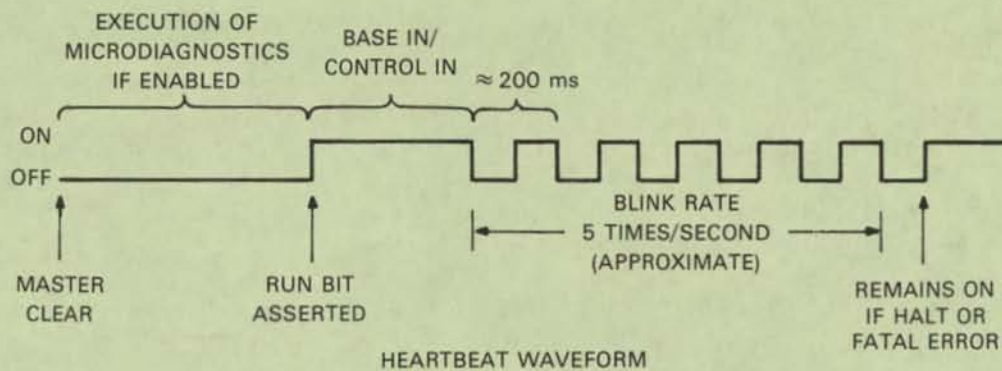 EXECUTION OF
MICRODIAGNOSTICS
IF ENABLED
BASE IN/
CONTROL IN
≈ 200 ms
ON
OFF
BLINK RATE
5 TIMES/SECOND
(APPROXIMATE)
MASTER
CLEAR
RUN BIT
ASSERTED
REMAINS ON
IF HALT OR
FATAL ERROR
HEARTBEAT WAVEFORM